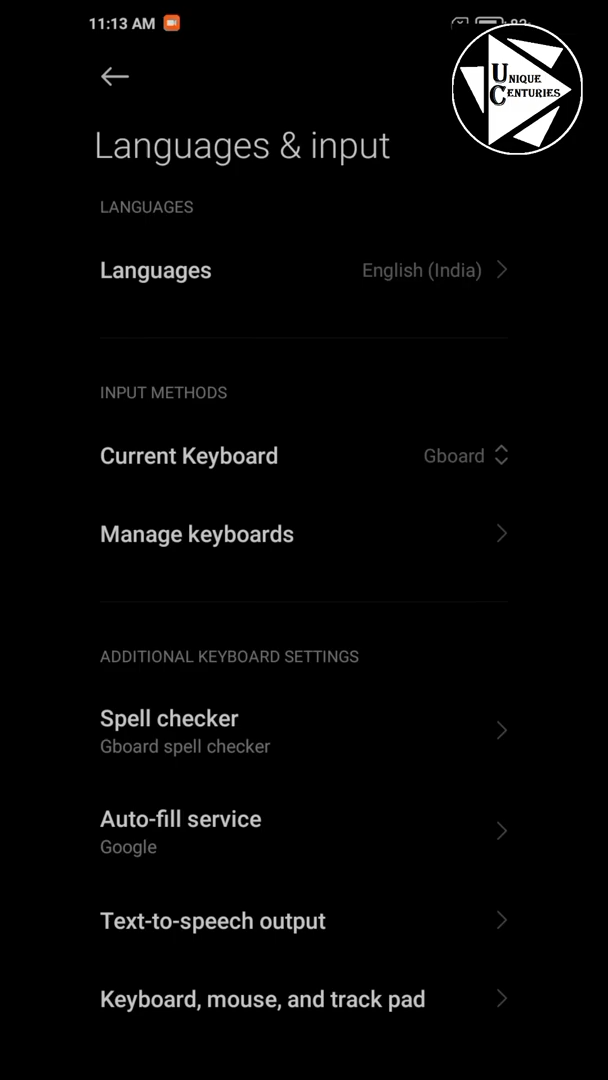 11:13 AM
UNIQUE
CENTURIES
Languages & input
LANGUAGES
Languages
English (India)
INPUT METHODS
Current Keyboard
Gboard
Manage keyboards
ADDITIONAL KEYBOARD SETTINGS
Spell checker
Gboard spell checker
Auto-fill service
Google
Text-to-speech output
Keyboard, mouse, and track pad